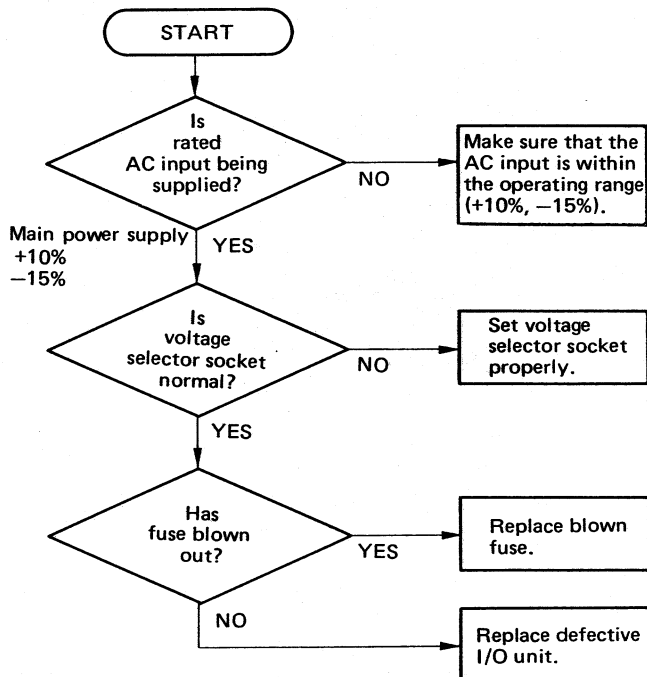 START
Is
rated
AC input being
supplied?
NO
Make sure that the
AC input is within
the operating range
(+10%, −15%).
Main power supply
+10%
−15%
YES
Is
voltage
selector socket
normal?
NO
Set voltage
selector socket
properly.
YES
Has
fuse blown
out?
YES
Replace blown
fuse.
NO
Replace defective
I/O unit.